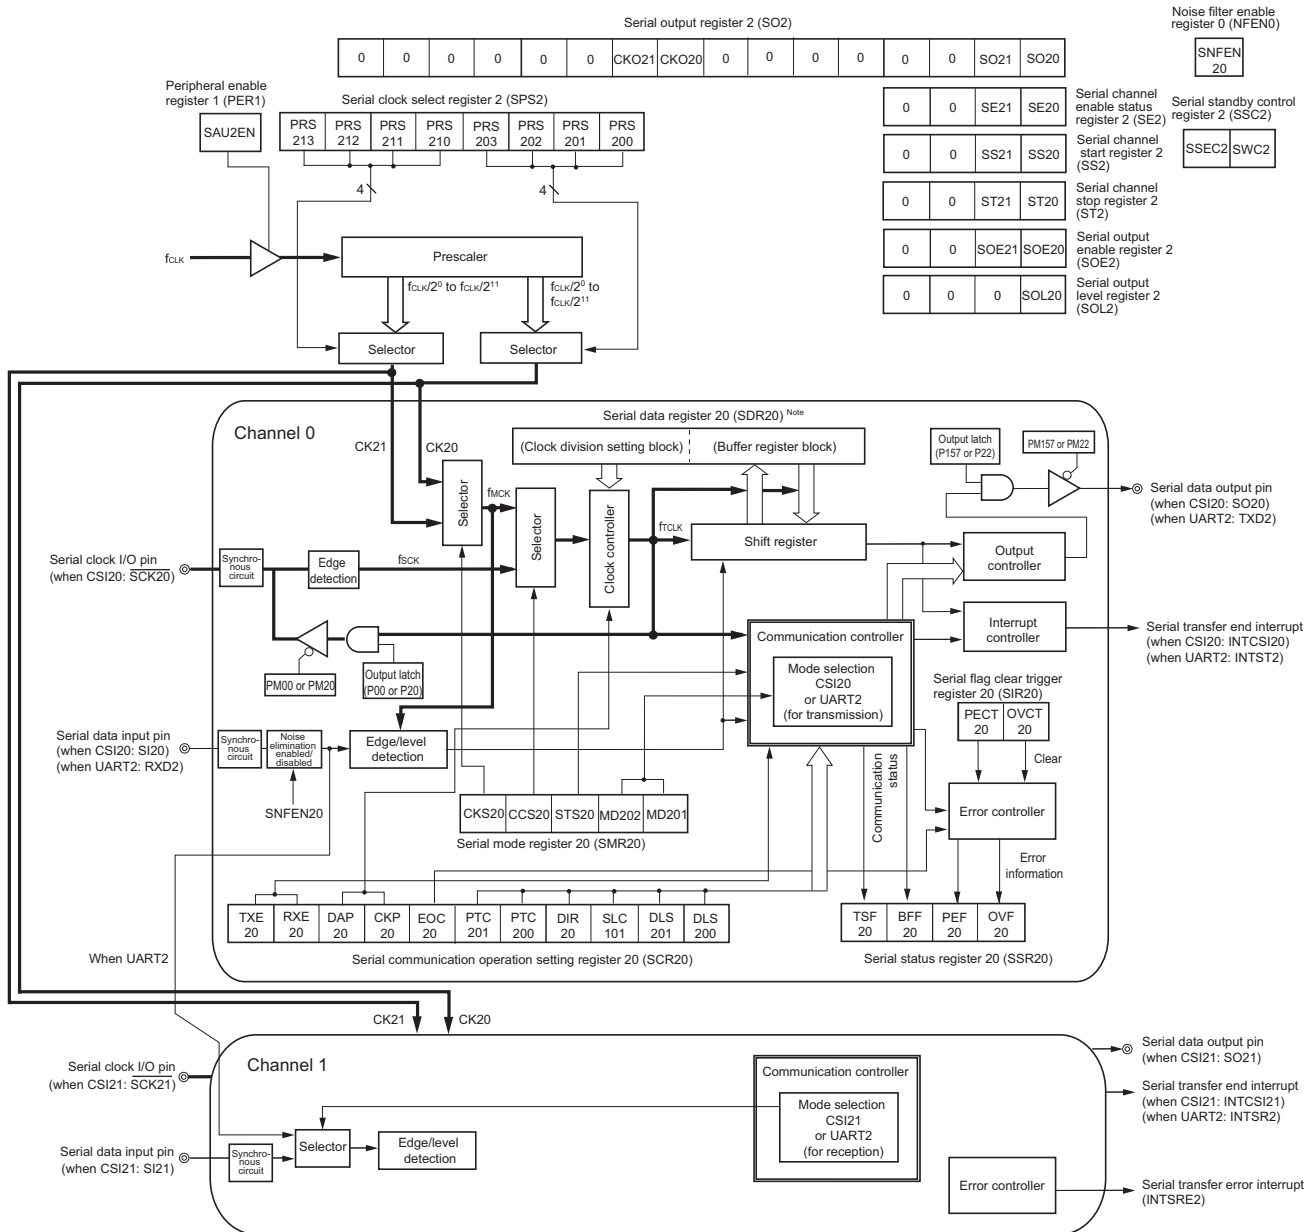 Serial output register 2 (SO2)
0 0 0 0 0 0 CKO21 CKO20 0 0 0 0 0 0 SO21 SO20
Noise filter enable
register 0 (NFEN0)
SNFEN
20
Peripheral enable
register 1 (PER1)
SAU2EN
Serial clock select register 2 (SPS2)
PRS
213
PRS
212
PRS
211
PRS
210
PRS
203
PRS
202
PRS
201
PRS
200
4
4
0 0 SE21 SE20
Serial channel
enable status
register 2 (SE2)
Serial standby control
register 2 (SSC2)
SSEC2 SWC2
0 0 SS21 SS20
Serial channel
start register 2
(SS2)
0 0 ST21 ST20
Serial channel
stop register 2
(ST2)
0 0 SOE21 SOE20
Serial output
enable register 2
(SOE2)
0 0 0 SOL20
Serial output
level register 2
(SOL2)
fCLK
Prescaler
fCLK/2⁰ to fCLK/2¹¹
fCLK/2⁰ to
fCLK/2¹¹
Selector
Selector
Channel 0
CK21
CK20
Serial data register 20 (SDR20) Note
(Clock division setting block)
(Buffer register block)
Output latch
(P157 or P22)
PM157 or PM22
Serial data output pin
(when CSI20: SO20)
(when UART2: TXD2)
Selector
fMCK
Selector
Clock controller
fTCLK
Shift register
Output
controller
Serial clock I/O pin
(when CSI20: SCK20)
Synchro-
nous
circuit
Edge
detection
fSCK
PM00 or PM20
Output latch
(P00 or P20)
Communication controller
Mode selection
CSI20
or UART2
(for transmission)
Interrupt
controller
Serial transfer end interrupt
(when CSI20: INTCSI20)
(when UART2: INTST2)
Serial flag clear trigger
register 20 (SIR20)
PECT
20
OVCT
20
Clear
Serial data input pin
(when CSI20: SI20)
(when UART2: RXD2)
Synchro-
nous
circuit
Noise
elimination
enabled/
disabled
Edge/level
detection
SNFEN20
CKS20 CCS20 STS20 MD202 MD201
Serial mode register 20 (SMR20)
Communication
status
Error controller
Error
information
TXE
20
RXE
20
DAP
20
CKP
20
EOC
20
PTC
201
PTC
200
DIR
20
SLC
101
DLS
201
DLS
200
Serial communication operation setting register 20 (SCR20)
TSF
20
BFF
20
PEF
20
OVF
20
Serial status register 20 (SSR20)
When UART2
CK21
CK20
Channel 1
Serial clock I/O pin
(when CSI21: SCK21)
Serial data input pin
(when CSI21: SI21)
Synchro-
nous
circuit
Selector
Edge/level
detection
Communication controller
Mode selection
CSI21
or UART2
(for reception)
Error controller
Serial data output pin
(when CSI21: SO21)
Serial transfer end interrupt
(when CSI21: INTCSI21)
(when UART2: INTSR2)
Serial transfer error interrupt
(INTSRE2)